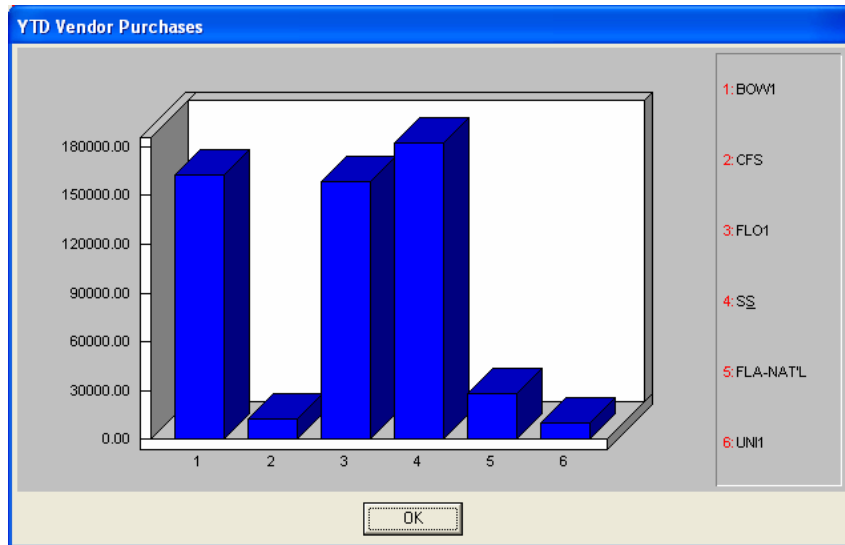 YTD Vendor Purchases
180000.00
150000.00
120000.00
90000.00
60000.00
30000.00
0.00
1 2 3 4 5 6
1: BOW1
2: CFS
3: FLO1
4: SS
5: FLA-NAT'L
6: UNI1
OK